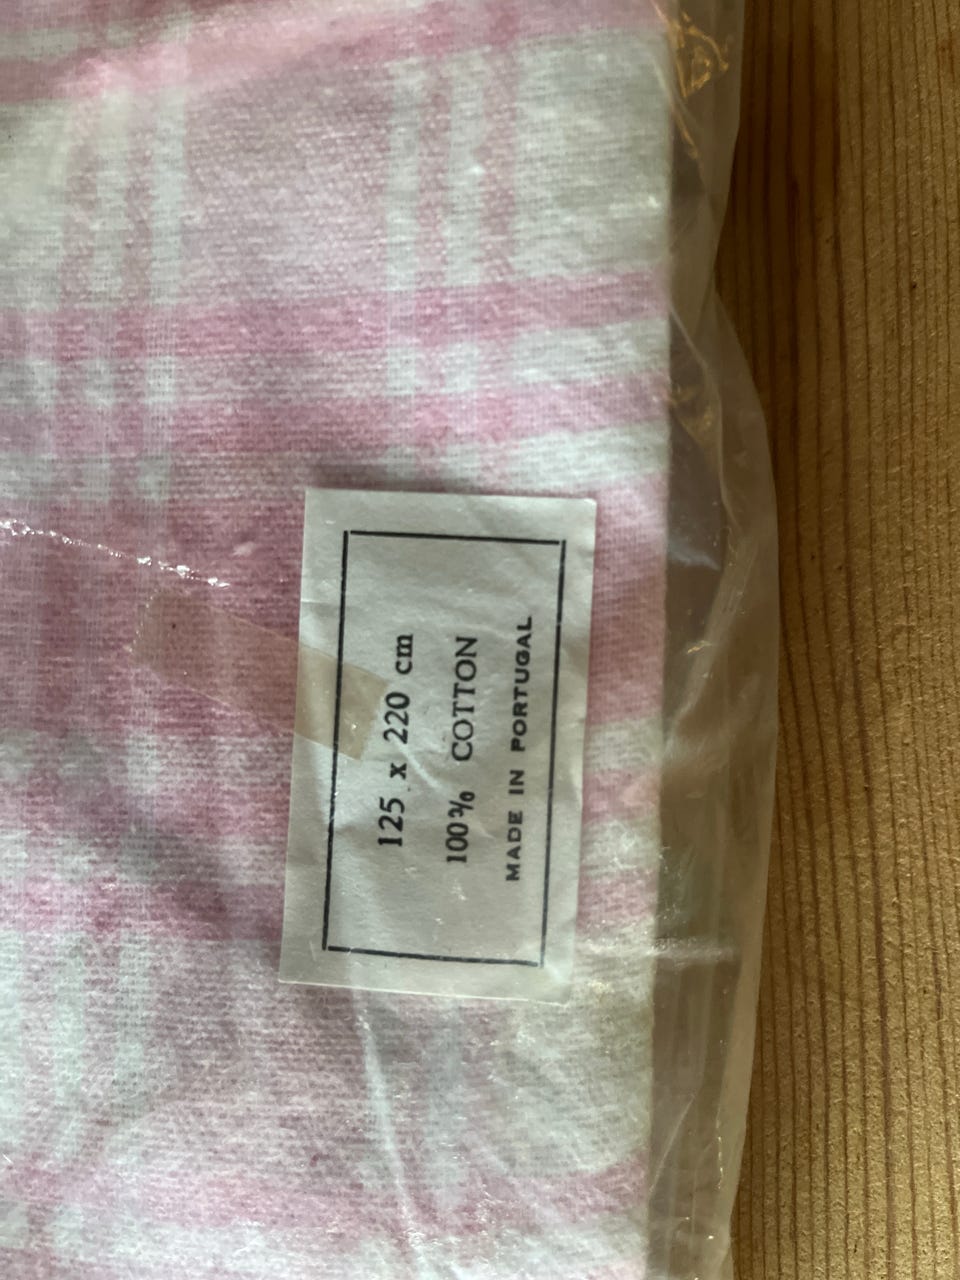 125 x 220 cm
100% COTTON
MADE IN PORTUGAL